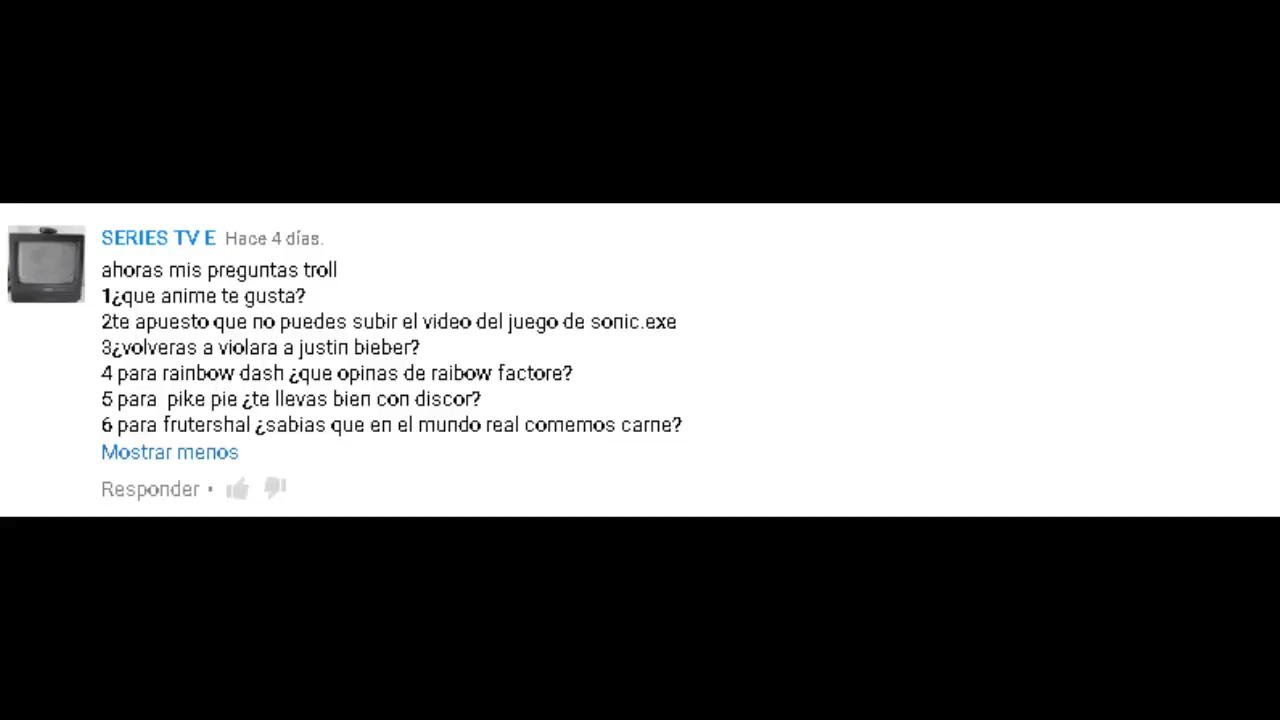 SERIES TV E Hace 4 días.
ahoras mis preguntas troll
1¿que anime te gusta?
2te apuesto que no puedes subir el video del juego de sonic.exe
3¿volveras a violara a justin bieber?
4 para rainbow dash ¿que opinas de raibow factore?
5 para  pike pie ¿te llevas bien con discor?
6 para frutershal ¿sabias que en el mundo real comemos carne?
Mostrar menos
Responder •